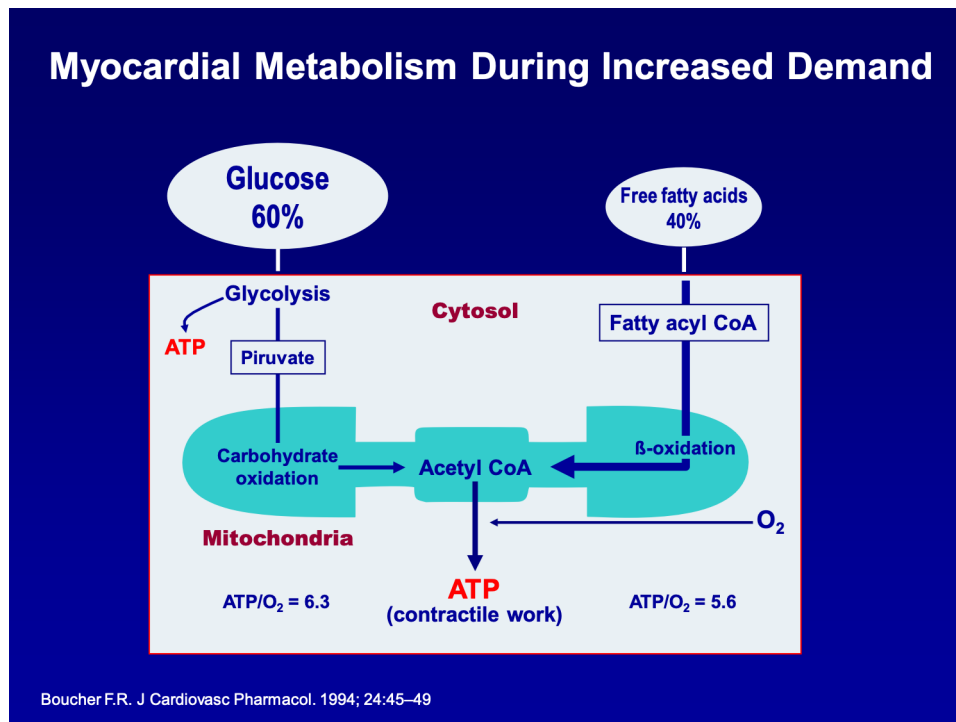 Myocardial Metabolism During Increased Demand
Glucose
60%
Free fatty acids
40%
Glycolysis
Cytosol
Fatty acyl CoA
ATP
Piruvate
Carbohydrate
oxidation
Acetyl CoA
ß-oxidation
Mitochondria
O₂
ATP/O₂ = 6.3
ATP
(contractile work)
ATP/O₂ = 5.6
Boucher F.R. J Cardiovasc Pharmacol. 1994; 24:45–49